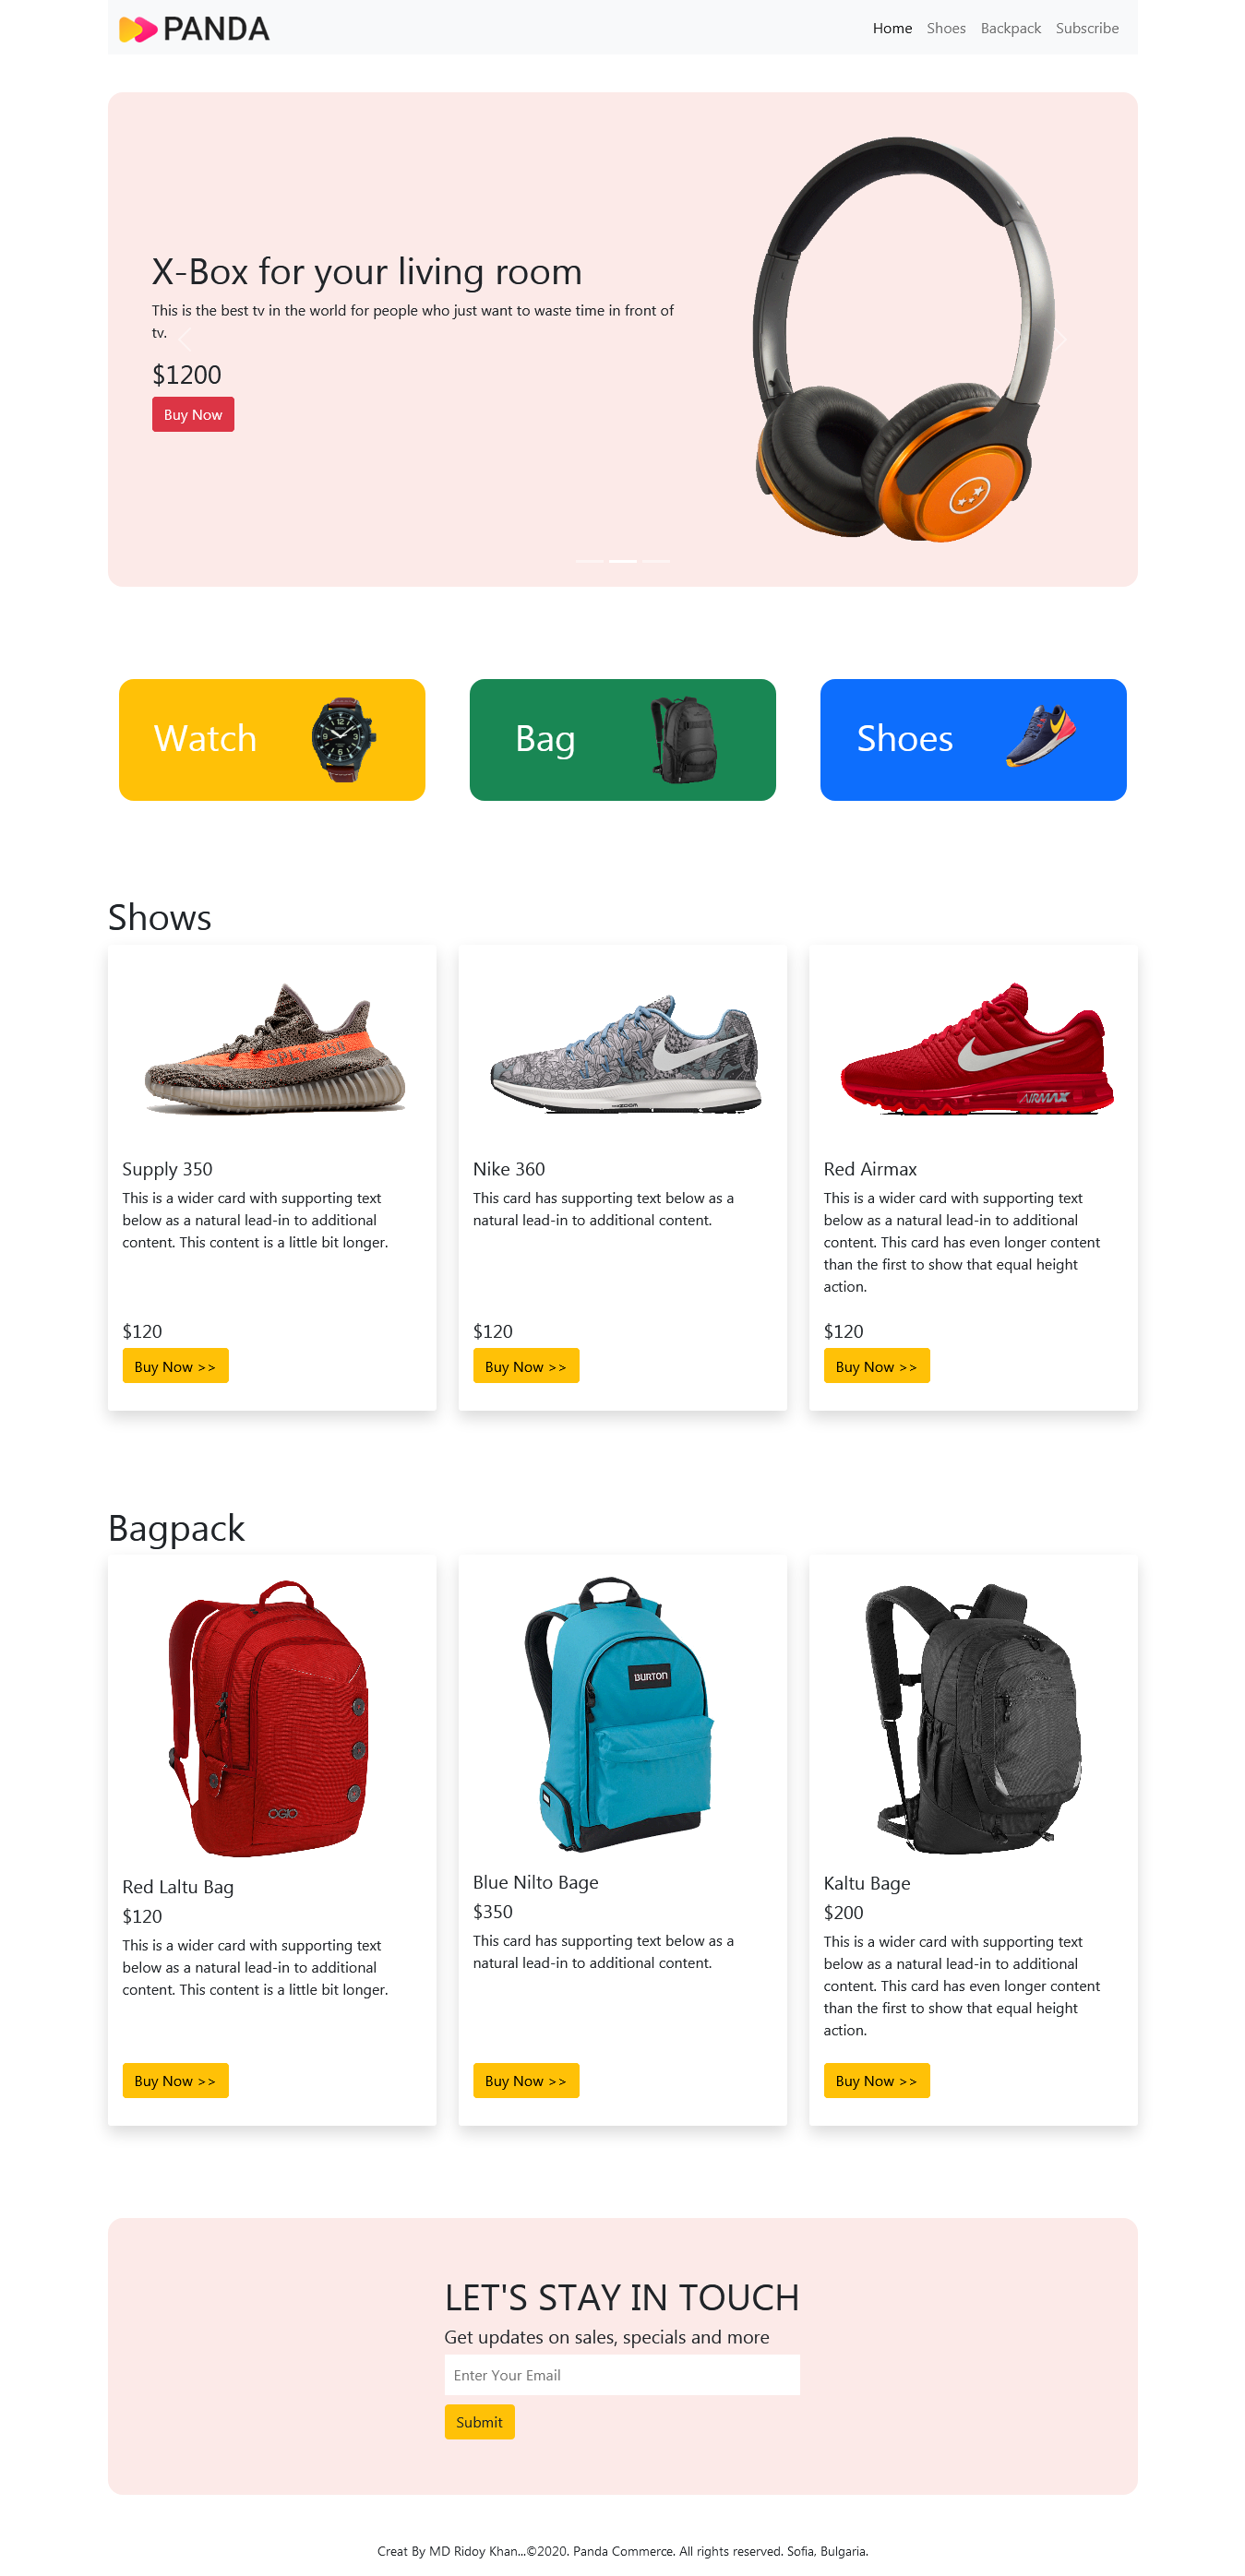 PANDA
Home Shoes Backpack Subscribe
X-Box for your living room
This is the best tv in the world for people who just want to waste time in front of
tv.
$1200
Buy Now
Watch
Bag
Shoes
Shows
SPLY-350
AIRMAX
Supply 350
This is a wider card with supporting text
below as a natural lead-in to additional
content. This content is a little bit longer.
$120
Buy Now >>
Nike 360
This card has supporting text below as a
natural lead-in to additional content.
$120
Buy Now >>
Red Airmax
This is a wider card with supporting text
below as a natural lead-in to additional
content. This card has even longer content
than the first to show that equal height
action.
$120
Buy Now >>
Bagpack
OGIO
BURTON
Red Laltu Bag
$120
This is a wider card with supporting text
below as a natural lead-in to additional
content. This content is a little bit longer.
Buy Now >>
Blue Nilto Bage
$350
This card has supporting text below as a
natural lead-in to additional content.
Buy Now >>
Kaltu Bage
$200
This is a wider card with supporting text
below as a natural lead-in to additional
content. This card has even longer content
than the first to show that equal height
action.
Buy Now >>
LET'S STAY IN TOUCH
Get updates on sales, specials and more
Enter Your Email
Submit
Creat By MD Ridoy Khan...©2020. Panda Commerce. All rights reserved. Sofia, Bulgaria.